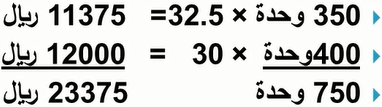 350 وحدة × 32.5 = 11375 ريال
400وحدة × 30 = 12000 ريال
750 وحدة 23375 ريال